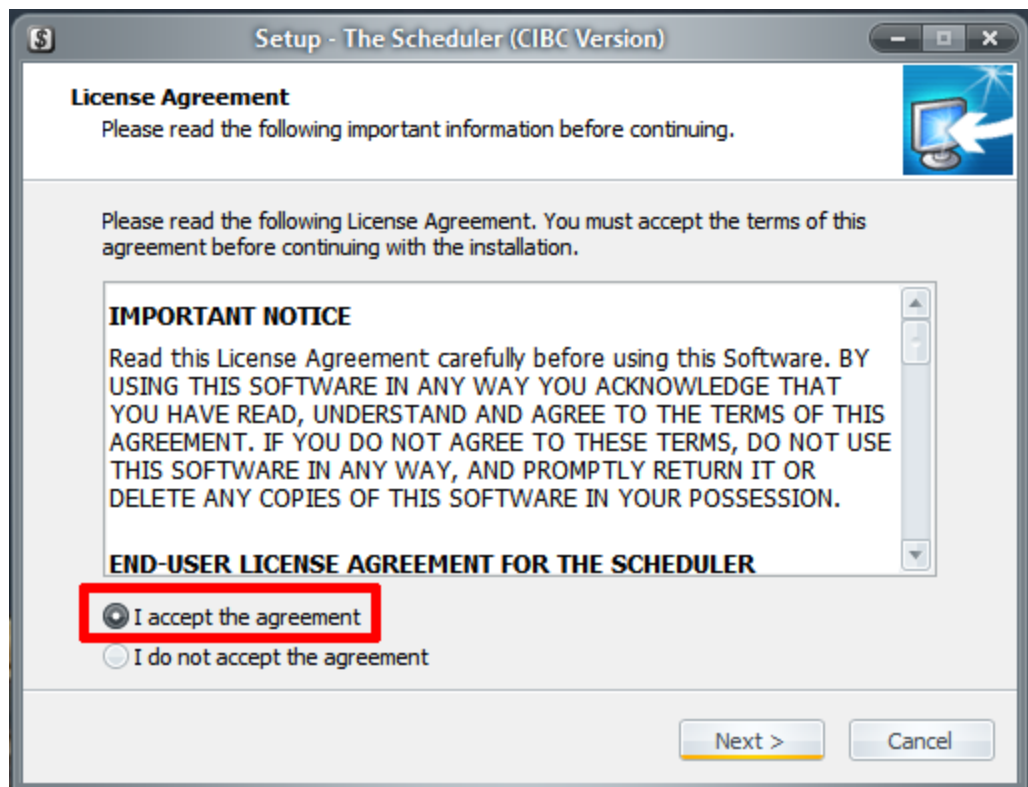 Setup - The Scheduler (CIBC Version)
License Agreement
Please read the following important information before continuing.
Please read the following License Agreement. You must accept the terms of this
agreement before continuing with the installation.
IMPORTANT NOTICE
Read this License Agreement carefully before using this Software. BY
USING THIS SOFTWARE IN ANY WAY YOU ACKNOWLEDGE THAT
YOU HAVE READ, UNDERSTAND AND AGREE TO THE TERMS OF THIS
AGREEMENT. IF YOU DO NOT AGREE TO THESE TERMS, DO NOT USE
THIS SOFTWARE IN ANY WAY, AND PROMPTLY RETURN IT OR
DELETE ANY COPIES OF THIS SOFTWARE IN YOUR POSSESSION.
END-USER LICENSE AGREEMENT FOR THE SCHEDULER
I accept the agreement
I do not accept the agreement
Next >
Cancel